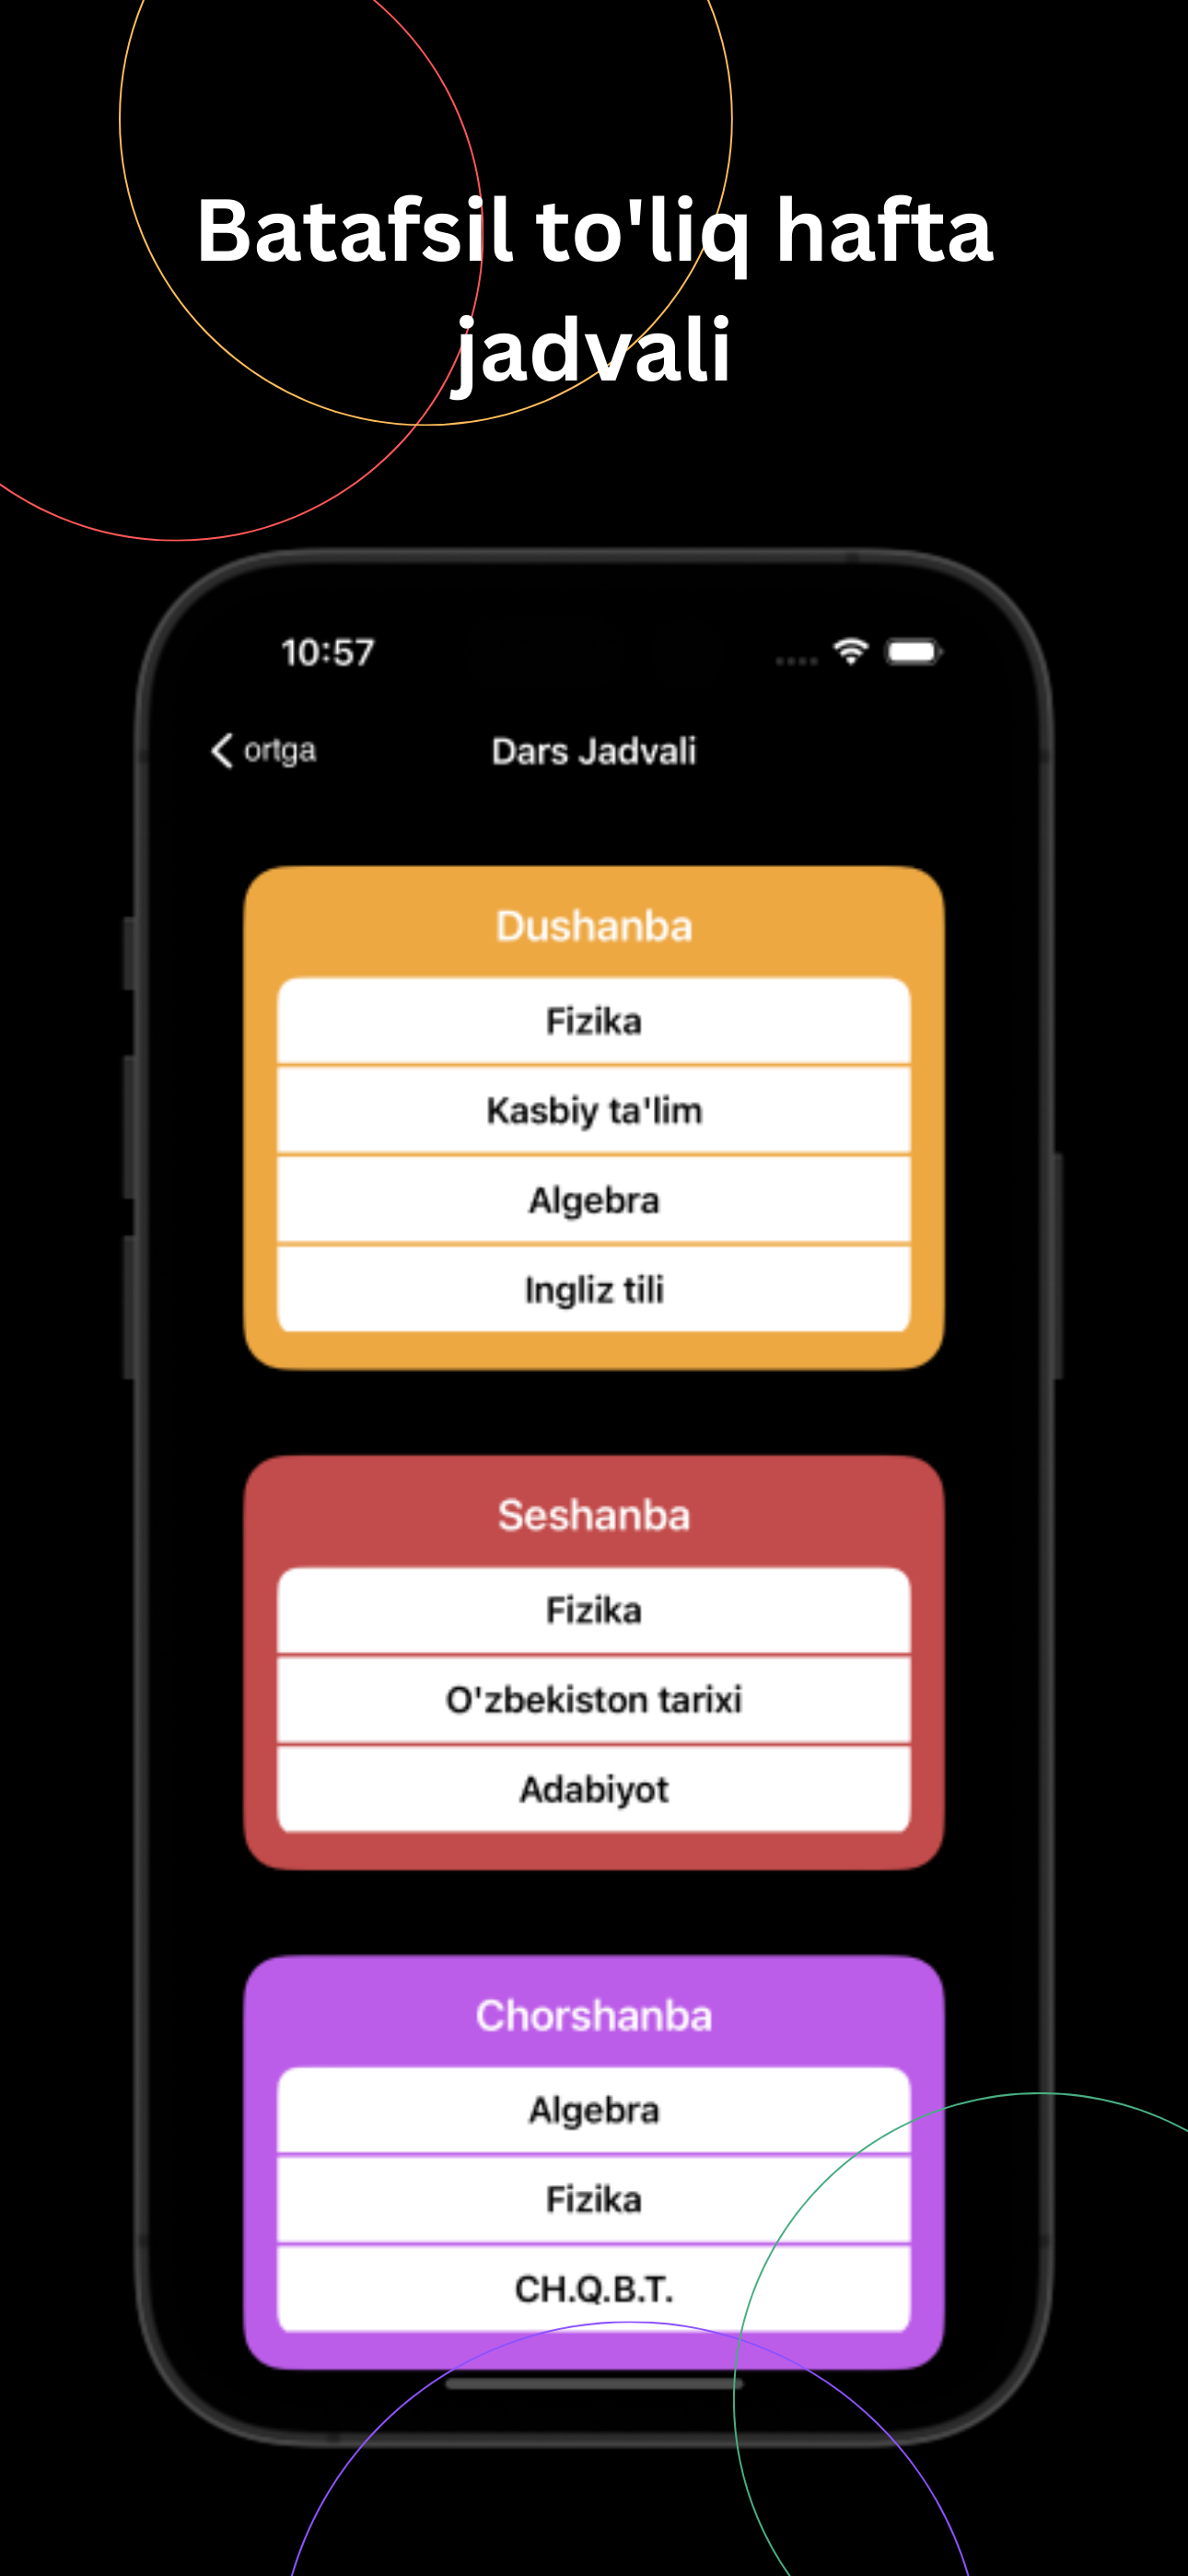 Batafsil to'liq hafta
jadvali
10:57
ortga
Dars Jadvali
Dushanba
Fizika
Kasbiy ta'lim
Algebra
Ingliz tili
Seshanba
Fizika
O'zbekiston tarixi
Adabiyot
Chorshanba
Algebra
Fizika
CH.Q.B.T.